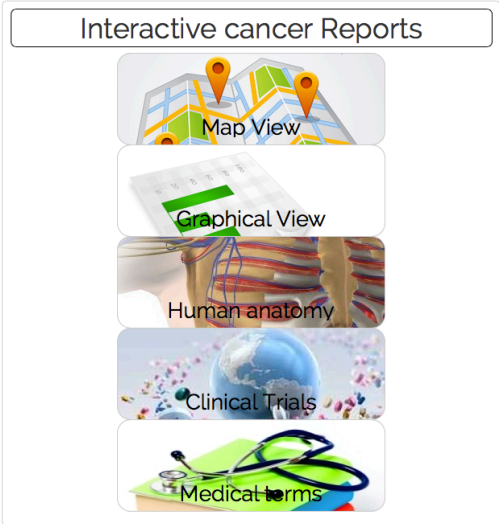 Interactive cancer Reports
Map View
Graphical View
Human anatomy
Clinical Trials
Medical terms